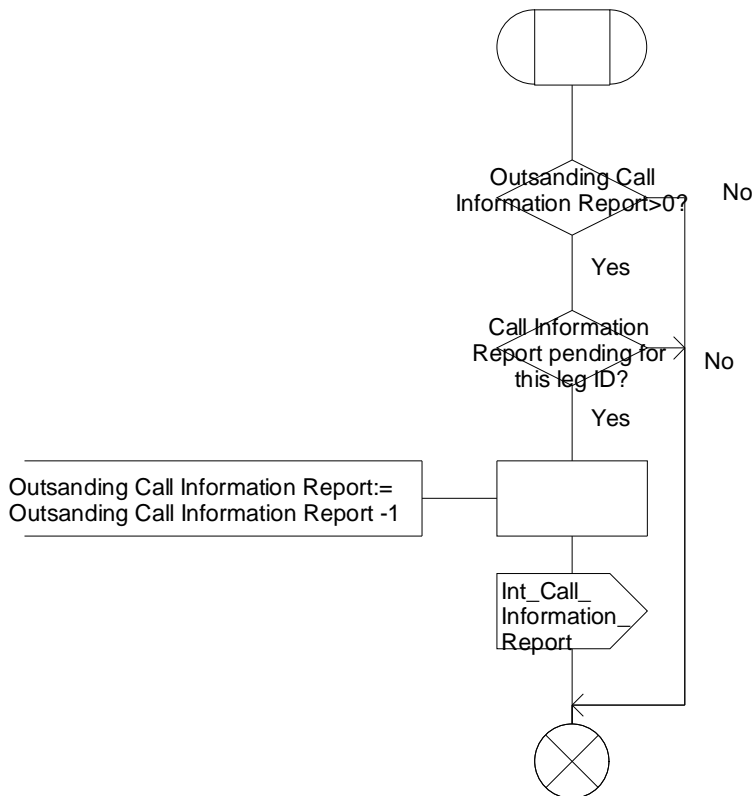 Outsanding Call
Information Report>0?
No
Yes
Call Information
Report pending for
this leg ID?
No
Yes
Outsanding Call Information Report:=
Outsanding Call Information Report -1
Int_Call_
Information_
Report